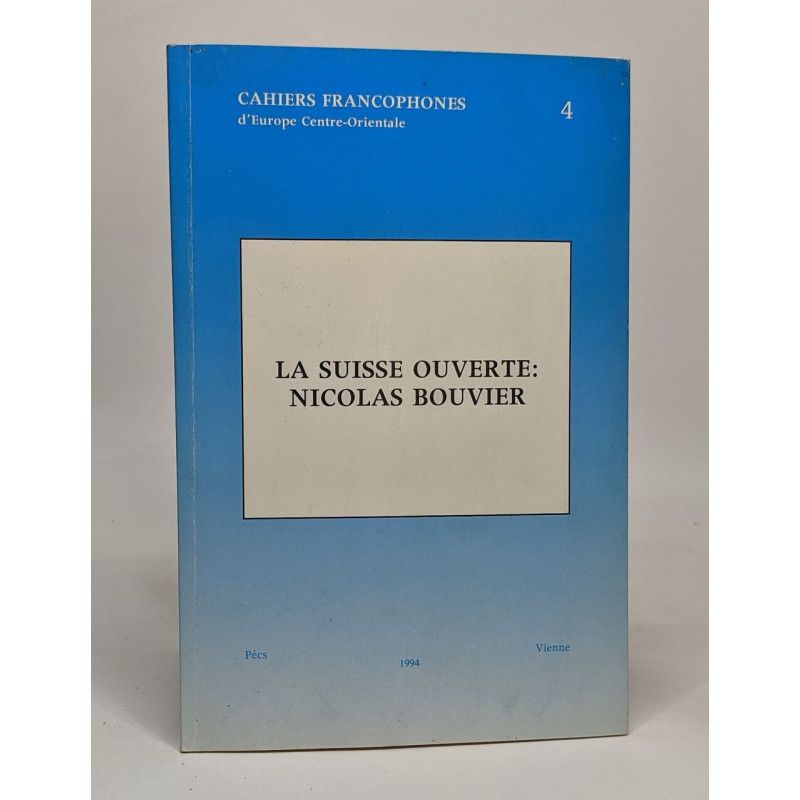 CAHIERS FRANCOPHONES 4
d'Europe Centre-Orientale
LA SUISSE OUVERTE:
NICOLAS BOUVIER
Pécs 1994 Vienne